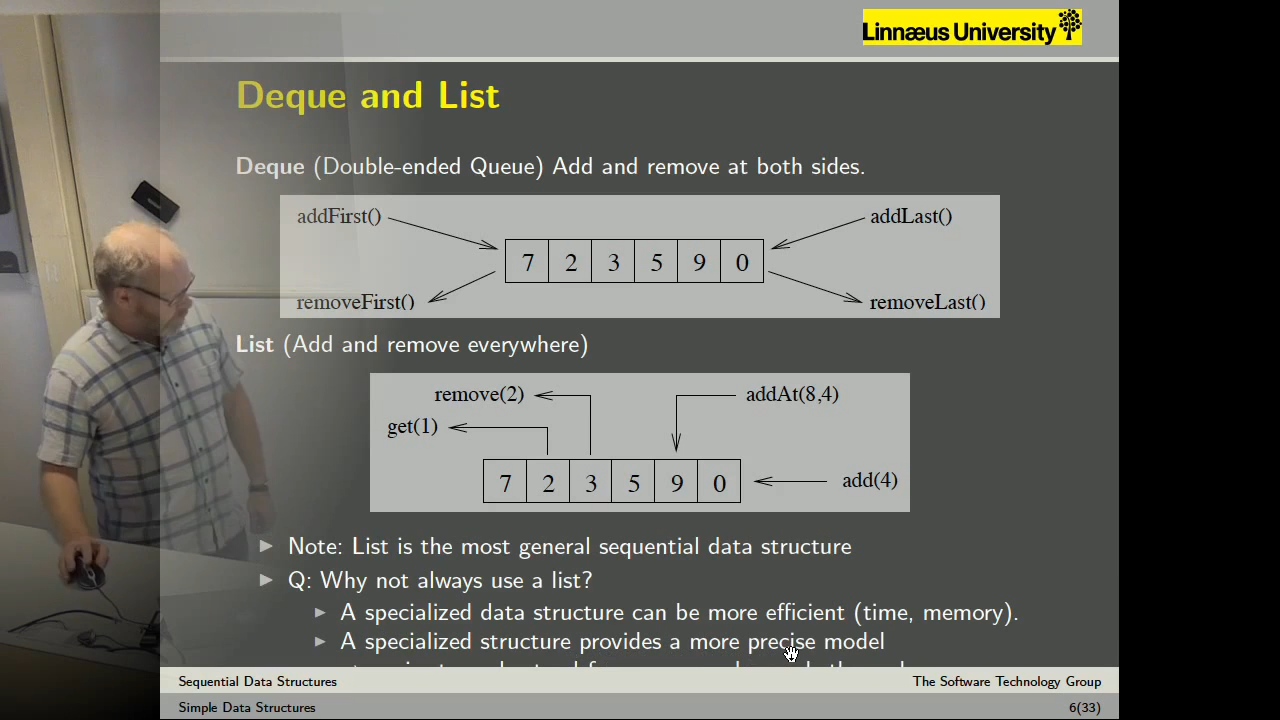 Linnæus University
Deque and List
Deque (Double-ended Queue) Add and remove at both sides.
addFirst() addLast()
7 2 3 5 9 0
removeFirst() removeLast()
List (Add and remove everywhere)
remove(2) addAt(8,4)
get(1)
7 2 3 5 9 0 add(4)
Note: List is the most general sequential data structure
Q: Why not always use a list?
A specialized data structure can be more efficient (time, memory).
A specialized structure provides a more precise model
Sequential Data Structures The Software Technology Group
Simple Data Structures 6(33)